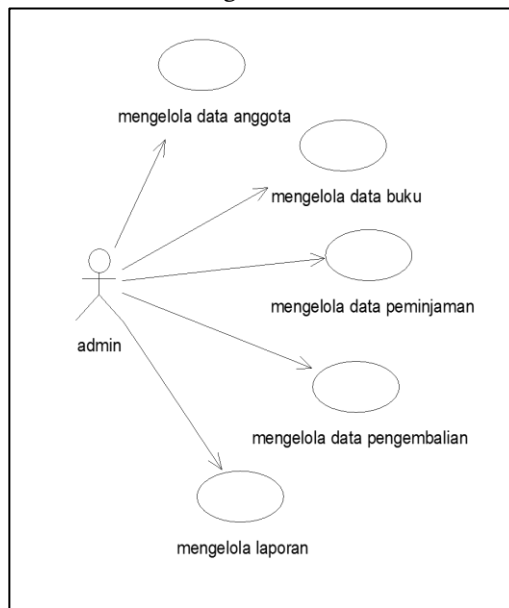 mengelola data anggota
mengelola data buku
mengelola data peminjaman
admin
mengelola data pengembalian
mengelola laporan